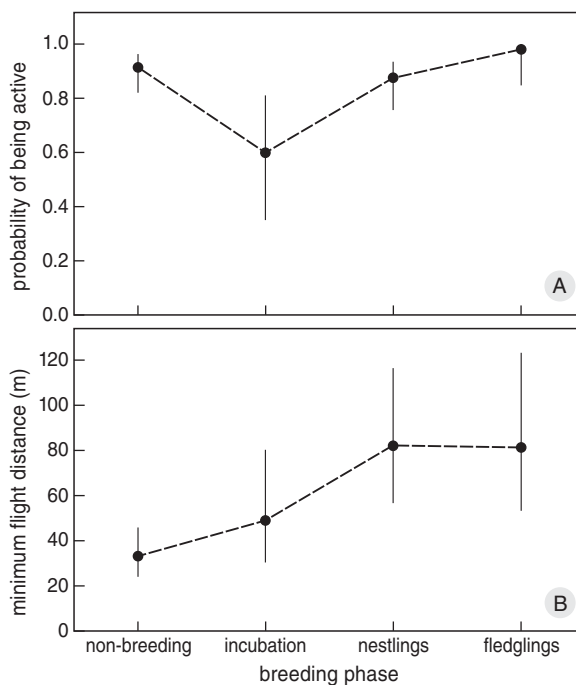 1.0
0.8
0.6
0.4
0.2
0.0
probability of being active
A
120
100
80
60
40
20
0
minimum flight distance (m)
B
non-breeding incubation nestlings fledglings
breeding phase